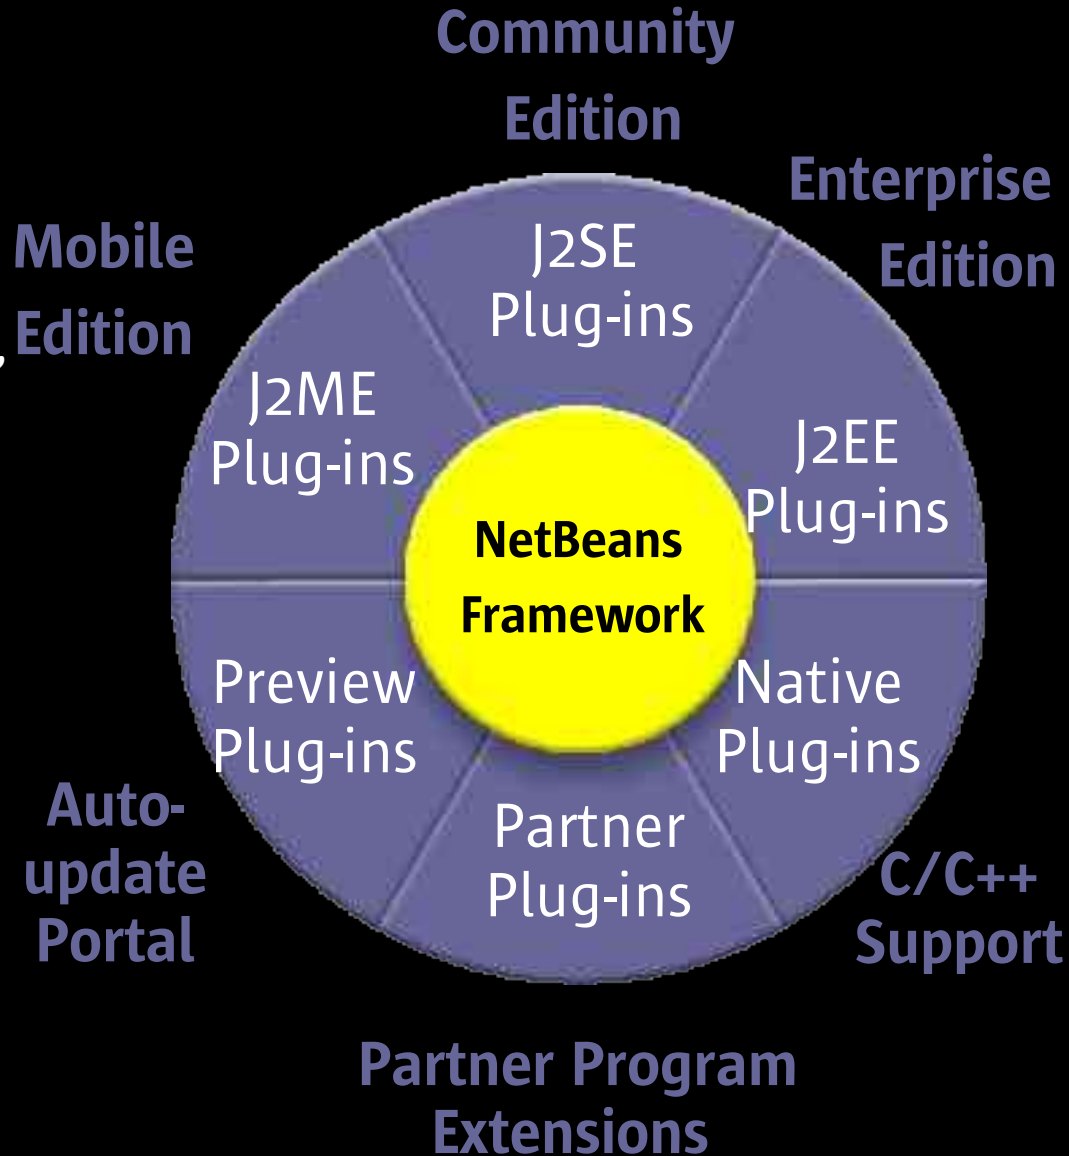 Community
Edition
Enterprise
Edition
Mobile
Edition
,
J2SE
Plug-ins
J2ME
Plug-ins
J2EE
Plug-ins
NetBeans
Framework
Preview
Plug-ins
Native
Plug-ins
Partner
Plug-ins
Auto-
update
Portal
C/C++
Support
Partner Program
Extensions